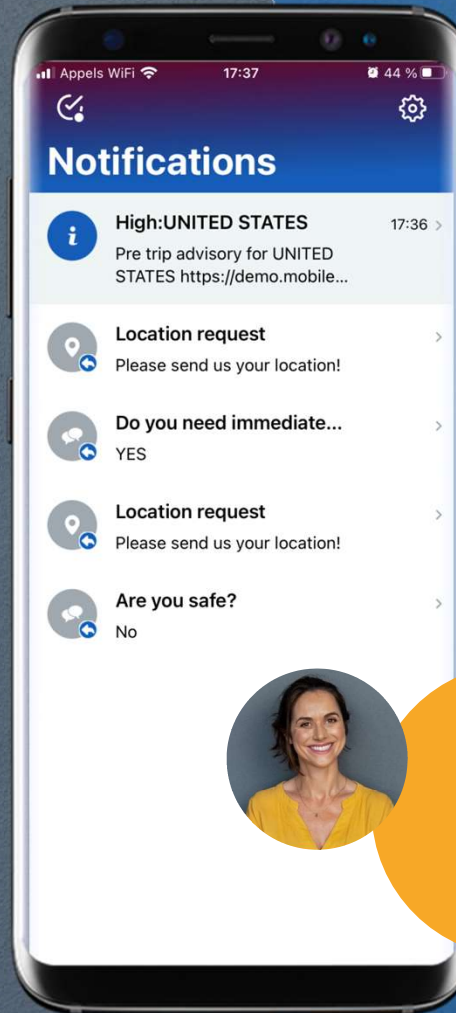 Appels WiFi 17:37 44 %
Notifications
High:UNITED STATES 17:36
Pre trip advisory for UNITED
STATES https://demo.mobile...
Location request
Please send us your location!
Do you need immediate...
YES
Location request
Please send us your location!
Are you safe?
No